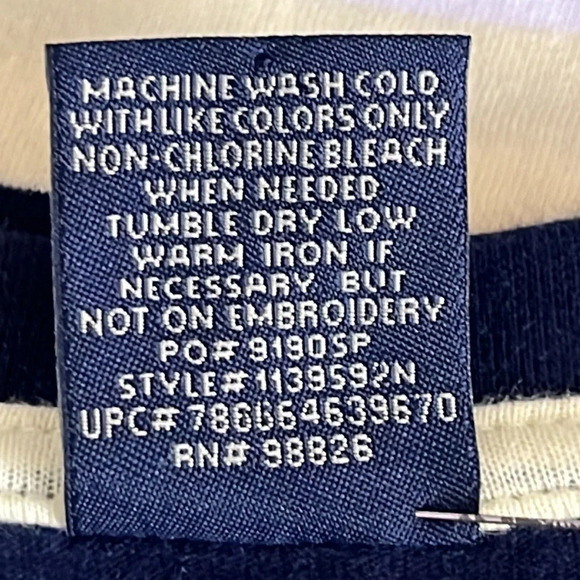 MACHINE WASH COLD
WITH LIKE COLORS ONLY
NON-CHLORINE BLEACH
WHEN NEEDED
TUMBLE DRY LOW
WARM IRON IF
NECESSARY BUT
NOT ON EMBROIDERY
PO# 9190SP
STYLE# 1139592N
UPC# 786664639670
RN# 98826